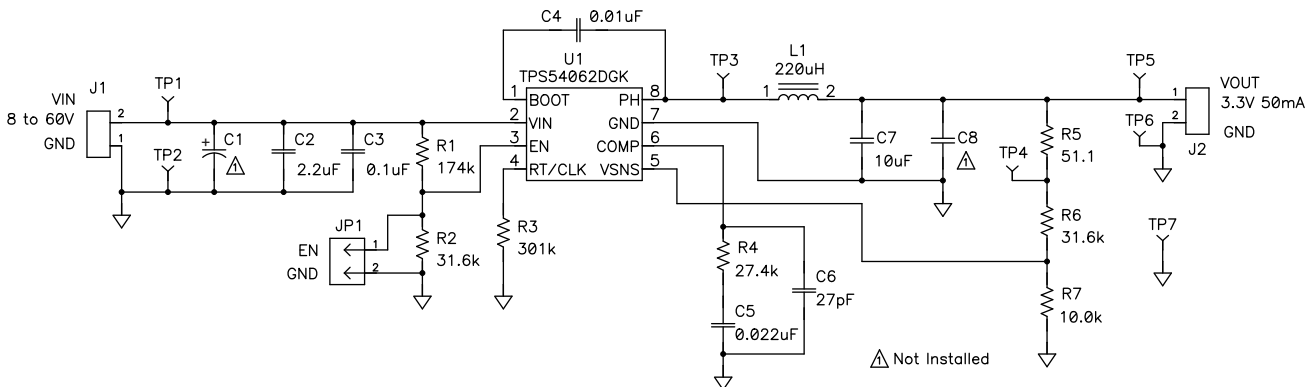 C4 0.01uF
U1
TPS54062DGK
1 BOOT PH 8
2 VIN GND 7
3 EN COMP 6
4 RT/CLK VSNS 5
J1
VIN
8 to 60V
GND
2
1
TP1
TP2
C1
1
C2
2.2uF
C3
0.1uF
R1
174k
JP1
EN
GND
1
2
R2
31.6k
R3
301k
TP3
L1
220uH
1 2
R4
27.4k
C5
0.022uF
C6
27pF
C7
10uF
C8
1
TP4
R5
51.1
R6
31.6k
R7
10.0k
TP5
TP6
1
2
VOUT
3.3V 50mA
GND
J2
TP7
1 Not Installed